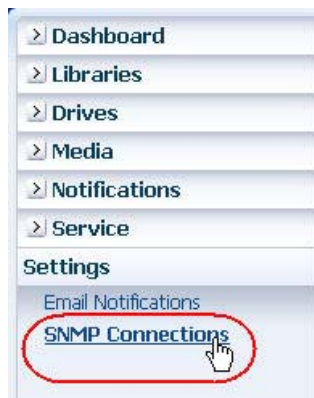 Dashboard
Libraries
Drives
Media
Notifications
Service
Settings
Email Notifications
SNMP Connections